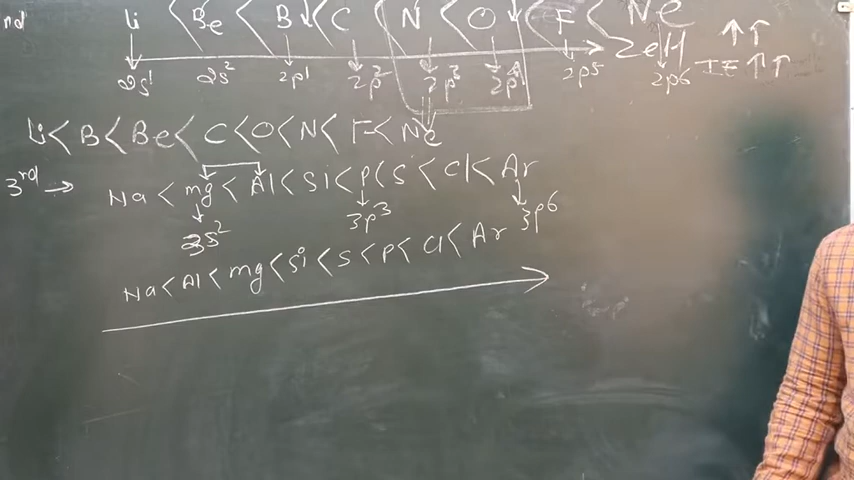 nd Li < Be < B < C < N < O < F < Ne
Zeff ↑↑
2s¹ 2s² 2p¹ 2p² 2p³ 2p⁴ 2p⁵ 2p6 IE ↑↑
Li < B < Be < C < O < N < F < Ne
3rd → Na < mg < Al < Si < P < S < Cl < Ar
3s² 3p³ 3p6
Na < Al < mg < Si < S < P < Cl < Ar